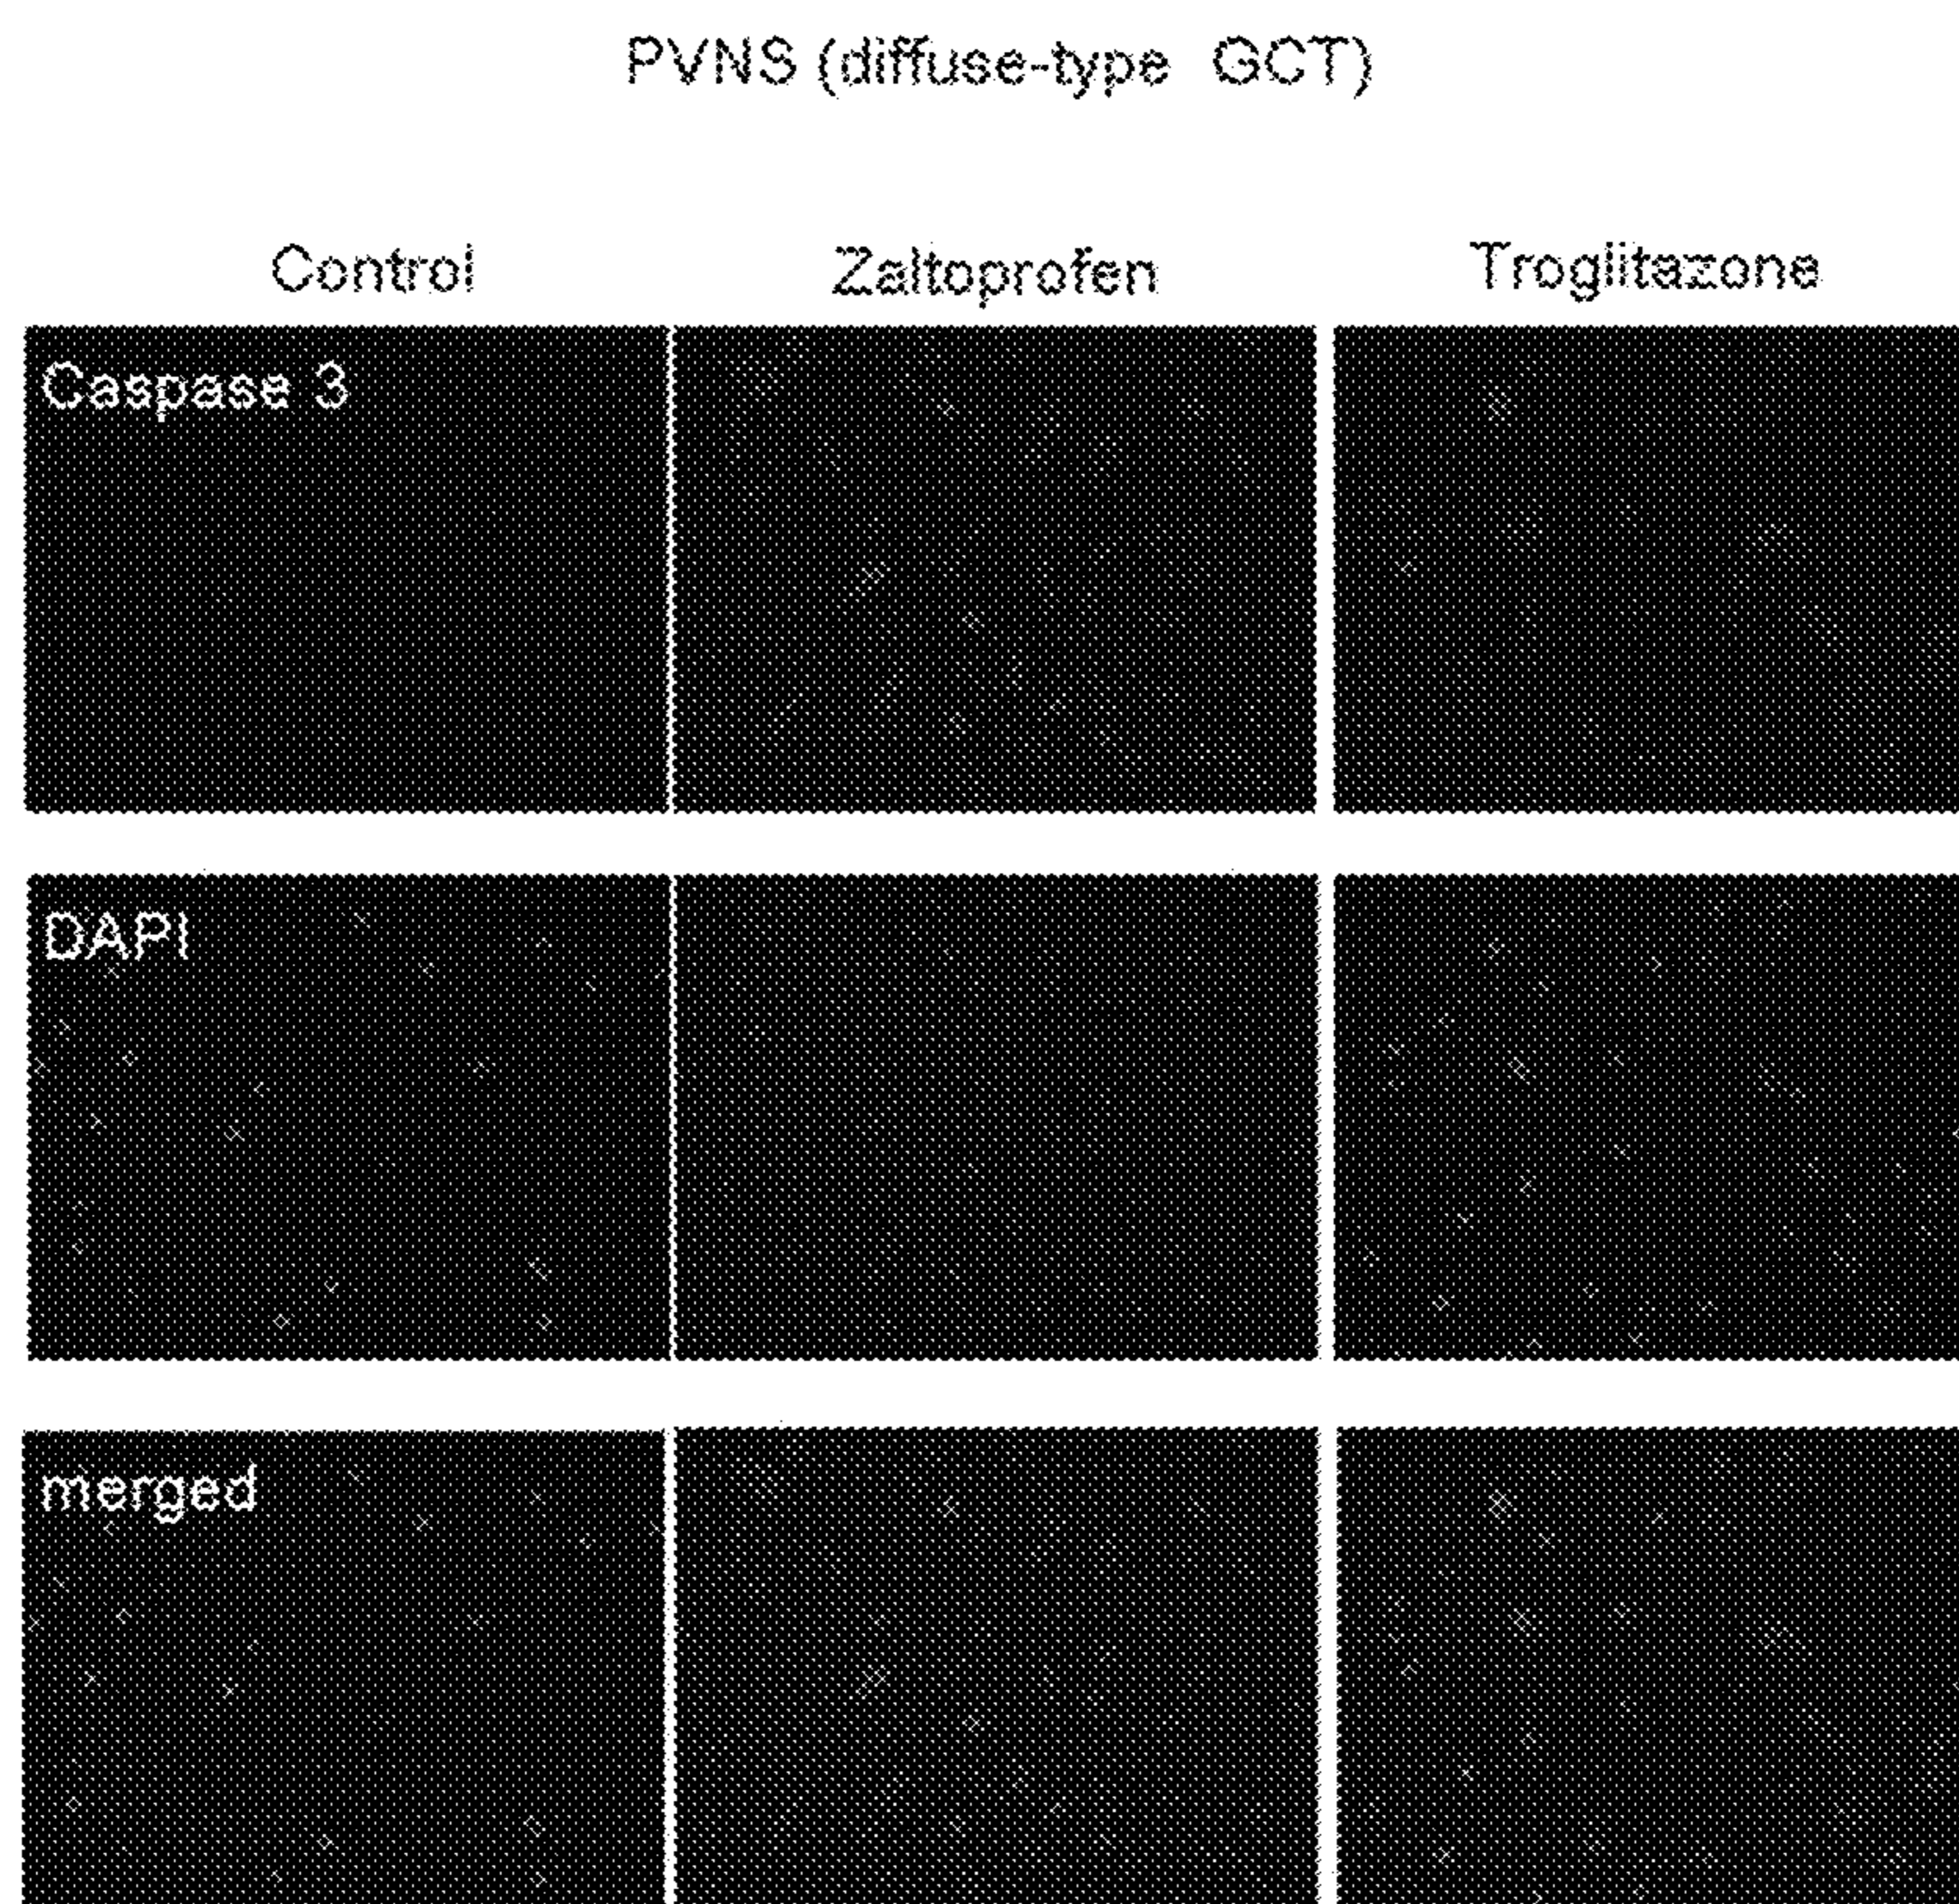 PVNS (diffuse-type GCT)
Control Zaltoprofen Troglitazone
Caspase 3
DAPI
merged